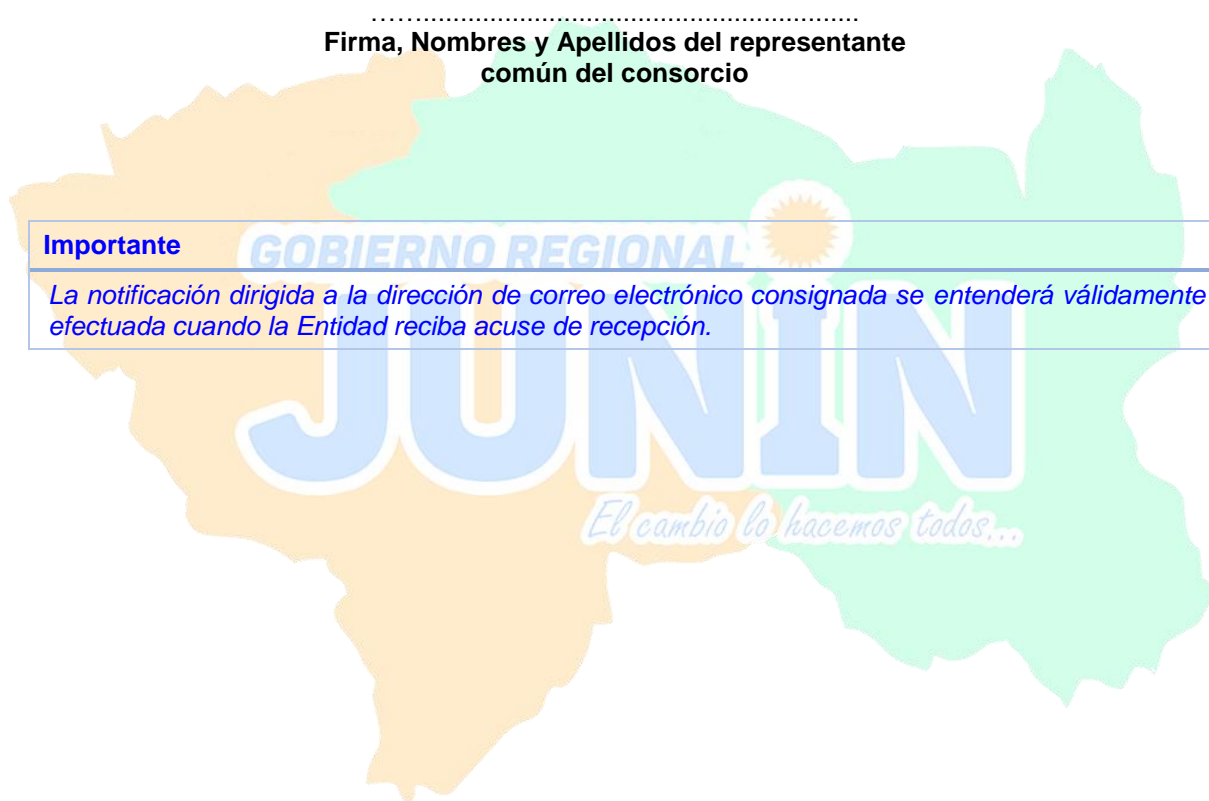 …….........................................................
Firma, Nombres y Apellidos del representante
común del consorcio
Importante
GOBIERNO REGIONAL
La notificación dirigida a la dirección de correo electrónico consignada se entenderá válidamente
efectuada cuando la Entidad reciba acuse de recepción.
JUNÍN
El cambio lo hacemos todos...